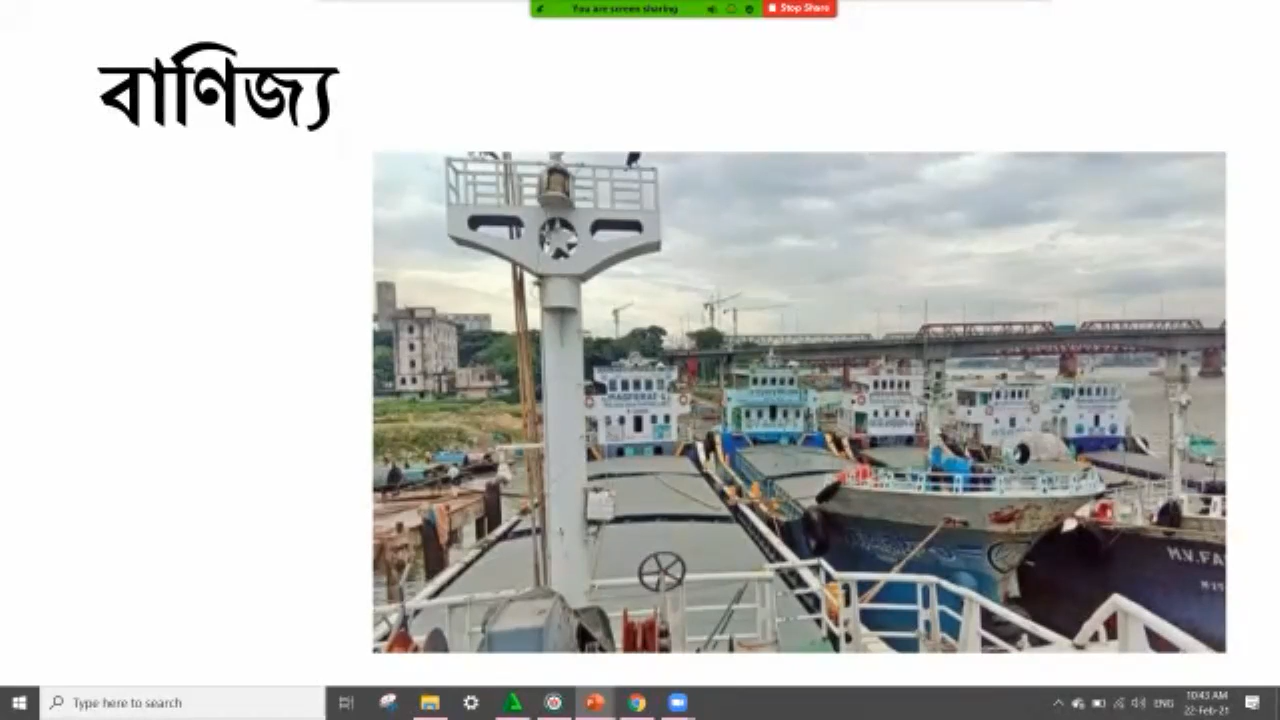 You are screen sharing
Stop Share
বাণিজ্য
M.V.FA
Type here to search
ENG
10:43 AM
22-Feb-21